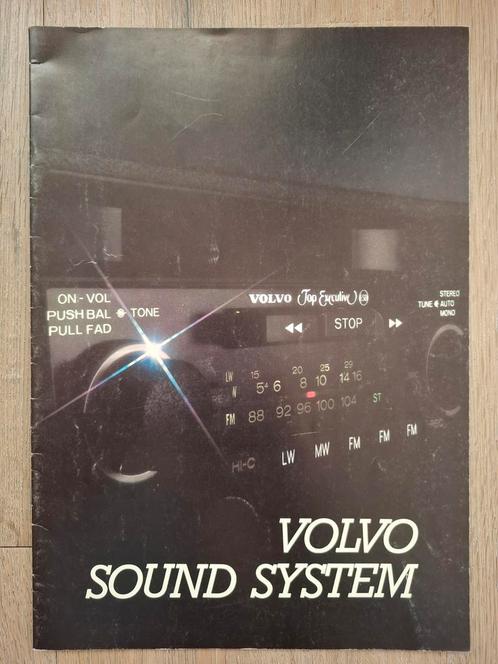 ON-VOL
PUSH BAL TONE
PULL FAD
VOLVO Top Executive
STEREO
TUNE AUTO
MONO
STOP
LW 15 20 25 29
5 4 6 8 10 14 16
FM 88 92 96 100 104 ST
HI-C LW MW FM FM FM
VOLVO
SOUND SYSTEM